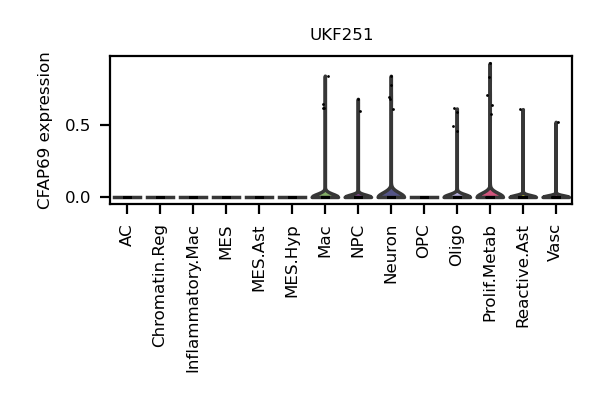 UKF251
CFAP69 expression
0.5
0.0
AC
Chromatin.Reg
Inflammatory.Mac
MES
MES.Ast
MES.Hyp
Mac
NPC
Neuron
OPC
Oligo
Prolif.Metab
Reactive.Ast
Vasc